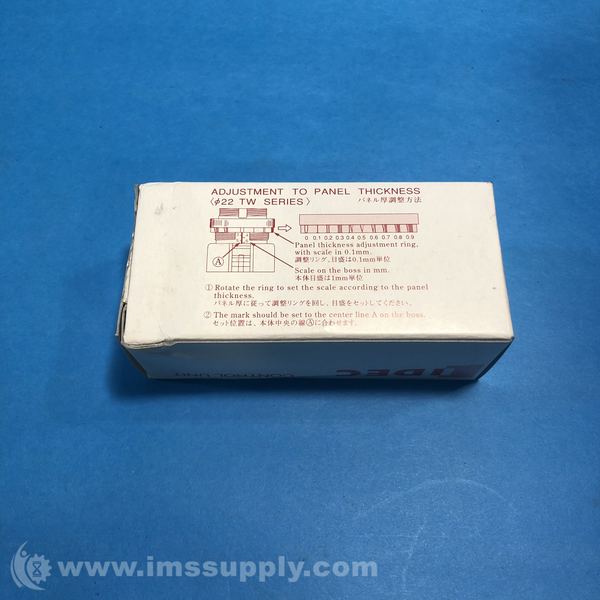 ADJUSTMENT TO PANEL THICKNESS
〈φ22 TW SERIES〉 パネル厚調整方法
0 0.1 0.2 0.3 0.4 0.5 0.6 0.7 0.8 0.9
Panel thickness adjustment ring,
with scale in 0.1mm.
調整リング、目盛は0.1mm単位
A
Scale on the boss in mm.
本体目盛は1mm単位
① Rotate the ring to set the scale according to the panel
thickness.
パネル厚に従って調整リングを回し、目盛をセットしてください。
② The mark should be set to the center line A on the boss.
セット位置は、本体中央の線Ⓐに合わせます。
IDEC
CONTROL UNIT
www.imssupply.com